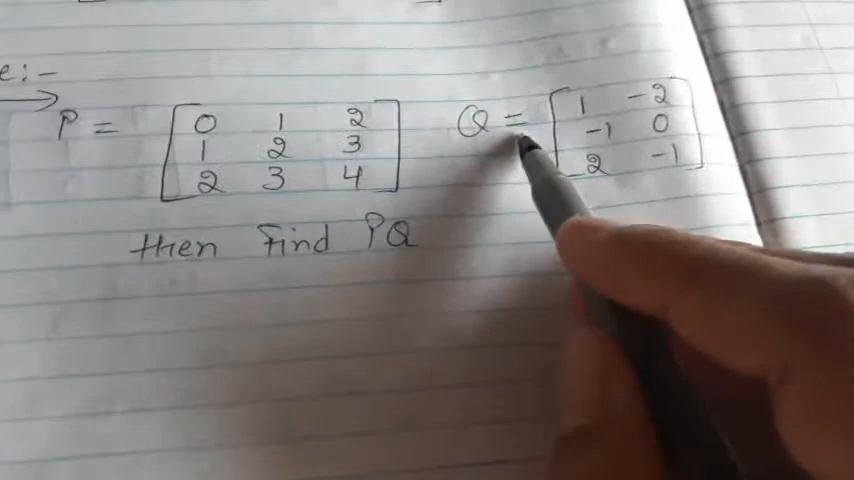 e:-
P = [ 0 1 2 Q = [ 1 -2
1 2 3 -1 0
2 3 4 ] 2 -1 ]
then Find PQ